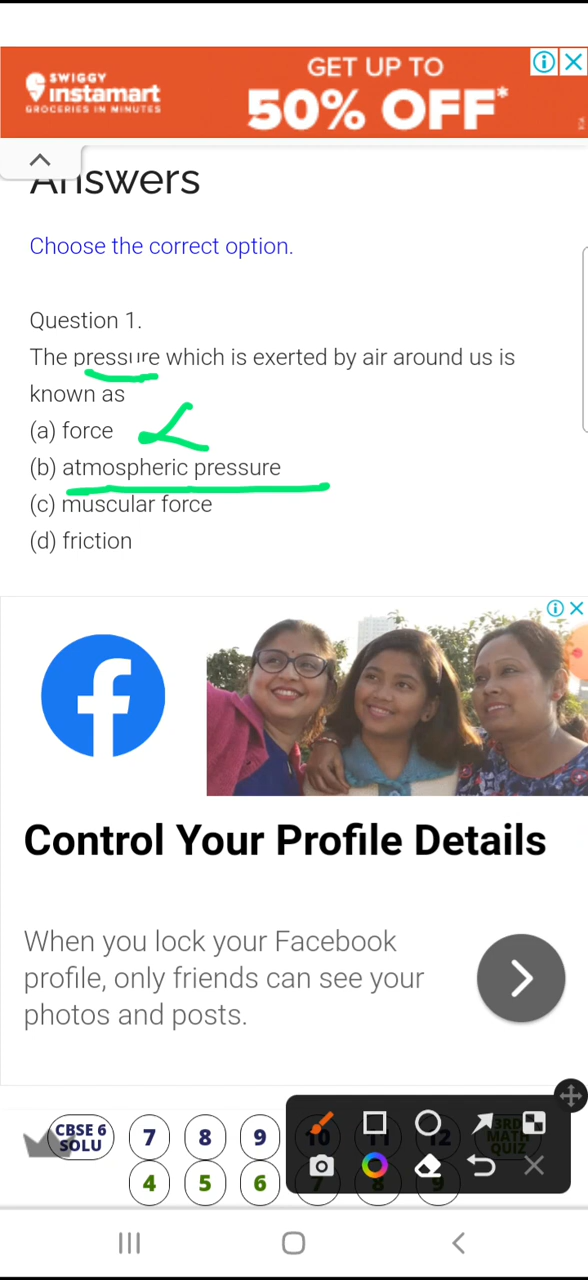 SWIGGY
instamart
GROCERIES IN MINUTES
GET UP TO
50% OFF*
Answers
Choose the correct option.
Question 1.
The pressure which is exerted by air around us is
known as
(a) force
(b) atmospheric pressure
(c) muscular force
(d) friction
Control Your Profile Details
When you lock your Facebook
profile, only friends can see your
photos and posts.
CBSE 6
SOLU
7 8 9 10 11 12
3RD
MATH
QUIZ
4 5 6 7 8 9